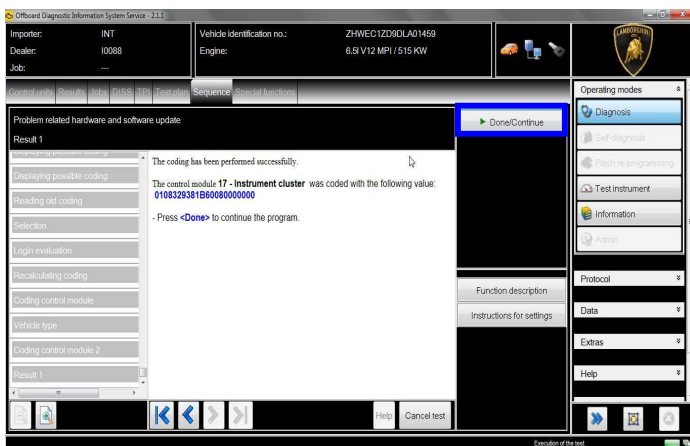 Offboard Diagnostic Information System Service - 2.1.1
Importer: INT
Dealer: I0088
Job: ---
Vehicle identification no.: ZHWEC1ZD9DLA01459
Engine: 6.5l V12 MPI / 515 KW
LAMBORGHINI
Control units Results Jobs DISS TPI Test plan Sequence Special functions
Problem related hardware and software update
Result 1
Done/Continue
Displaying possible coding
Displaying possible coding
Reading old coding
Selection
Login evaluation
Recalculating coding
Coding control module
Vehicle type
Coding control module 2
Result 1
The coding has been performed successfully.
The control module 17 - Instrument cluster was coded with the following value:
0108329381B60080000000
- Press <Done> to continue the program.
Function description
Instructions for settings
Help
Cancel test
Operating modes
Diagnosis
Self-diagnosis
Flash re-programming
Test instrument
Information
Admin
Protocol
Data
Extras
Help
Execution of the test